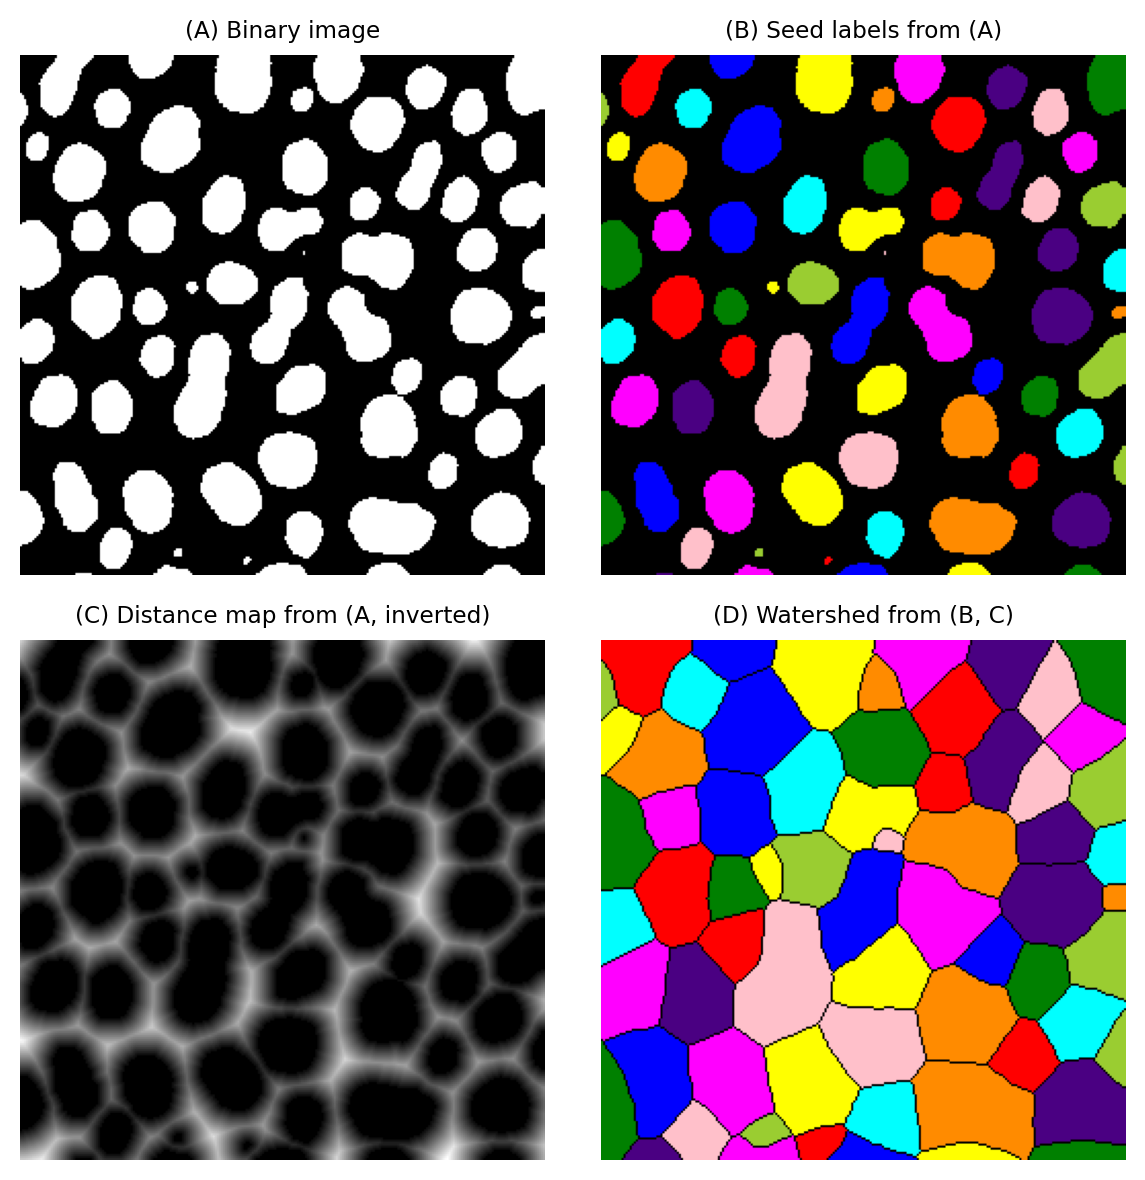 (A) Binary image
(B) Seed labels from (A)
(C) Distance map from (A, inverted)
(D) Watershed from (B, C)